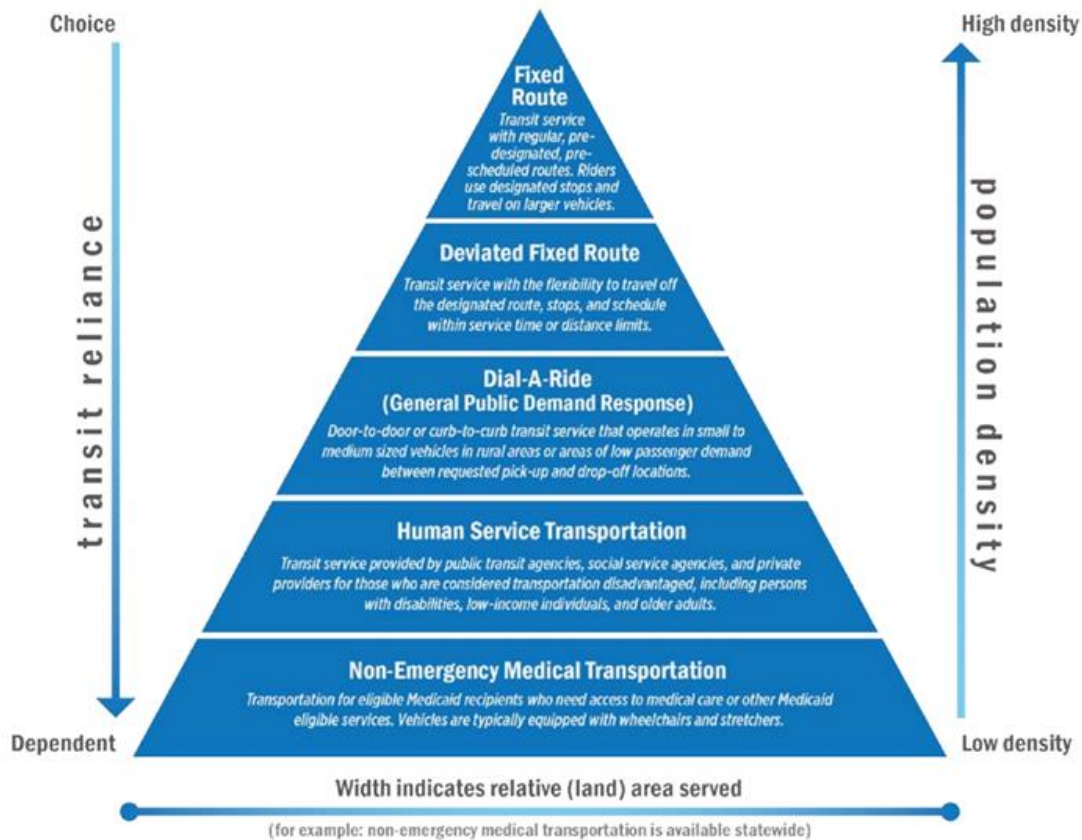 Choice
High density
Fixed
Route
Transit service
with regular, pre-
designated, pre-
scheduled routes. Riders
use designated stops and
travel on larger vehicles.
transit reliance
population density
Deviated Fixed Route
Transit service with the flexibility to travel off
the designated route, stops, and schedule
within service time or distance limits.
Dial-A-Ride
(General Public Demand Response)
Door-to-door or curb-to-curb transit service that operates in small to
medium sized vehicles in rural areas or areas of low passenger demand
between requested pick-up and drop-off locations.
Human Service Transportation
Transit service provided by public transit agencies, social service agencies, and private
providers for those who are considered transportation disadvantaged, including persons
with disabilities, low-income individuals, and older adults.
Non-Emergency Medical Transportation
Transportation for eligible Medicaid recipients who need access to medical care or other Medicaid
eligible services. Vehicles are typically equipped with wheelchairs and stretchers.
Dependent
Low density
Width indicates relative (land) area served
(for example: non-emergency medical transportation is available statewide)